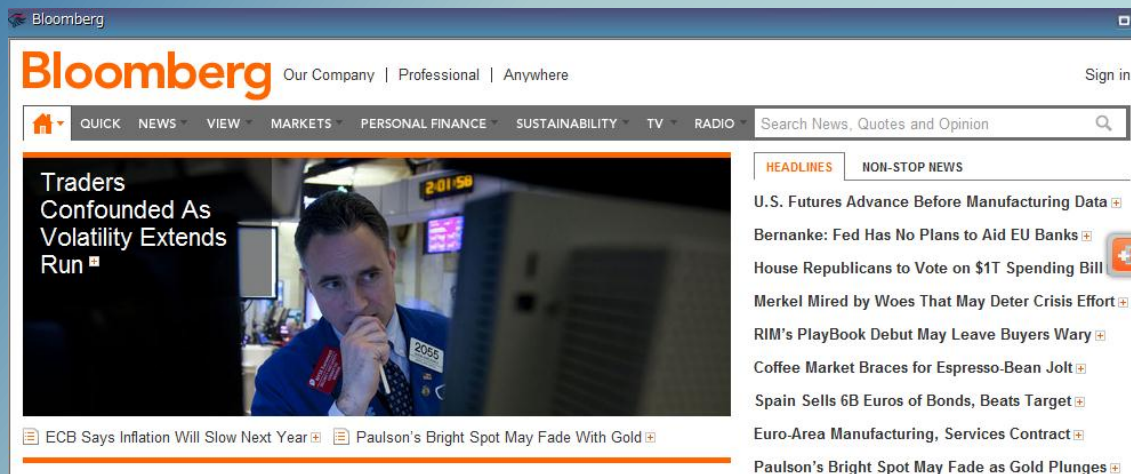 Bloomberg
Bloomberg Our Company | Professional | Anywhere Sign in
QUICK NEWS VIEW MARKETS PERSONAL FINANCE SUSTAINABILITY TV RADIO Search News, Quotes and Opinion
Traders
Confounded As
Volatility Extends
Run
2:01:58
2055
ECB Says Inflation Will Slow Next Year Paulson's Bright Spot May Fade With Gold
HEADLINES NON-STOP NEWS
U.S. Futures Advance Before Manufacturing Data
Bernanke: Fed Has No Plans to Aid EU Banks
House Republicans to Vote on $1T Spending Bill
Merkel Mired by Woes That May Deter Crisis Effort
RIM's PlayBook Debut May Leave Buyers Wary
Coffee Market Braces for Espresso-Bean Jolt
Spain Sells 6B Euros of Bonds, Beats Target
Euro-Area Manufacturing, Services Contract
Paulson's Bright Spot May Fade as Gold Plunges